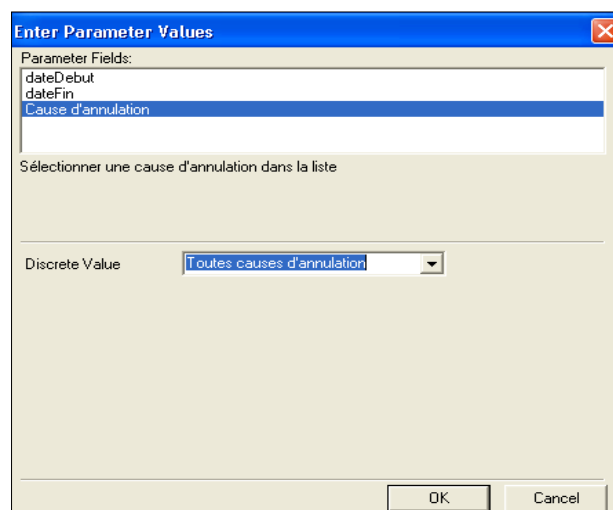 Enter Parameter Values
Parameter Fields:
dateDebut
dateFin
Cause d'annulation
Sélectionner une cause d'annulation dans la liste
Discrete Value Toutes causes d'annulation
OK Cancel